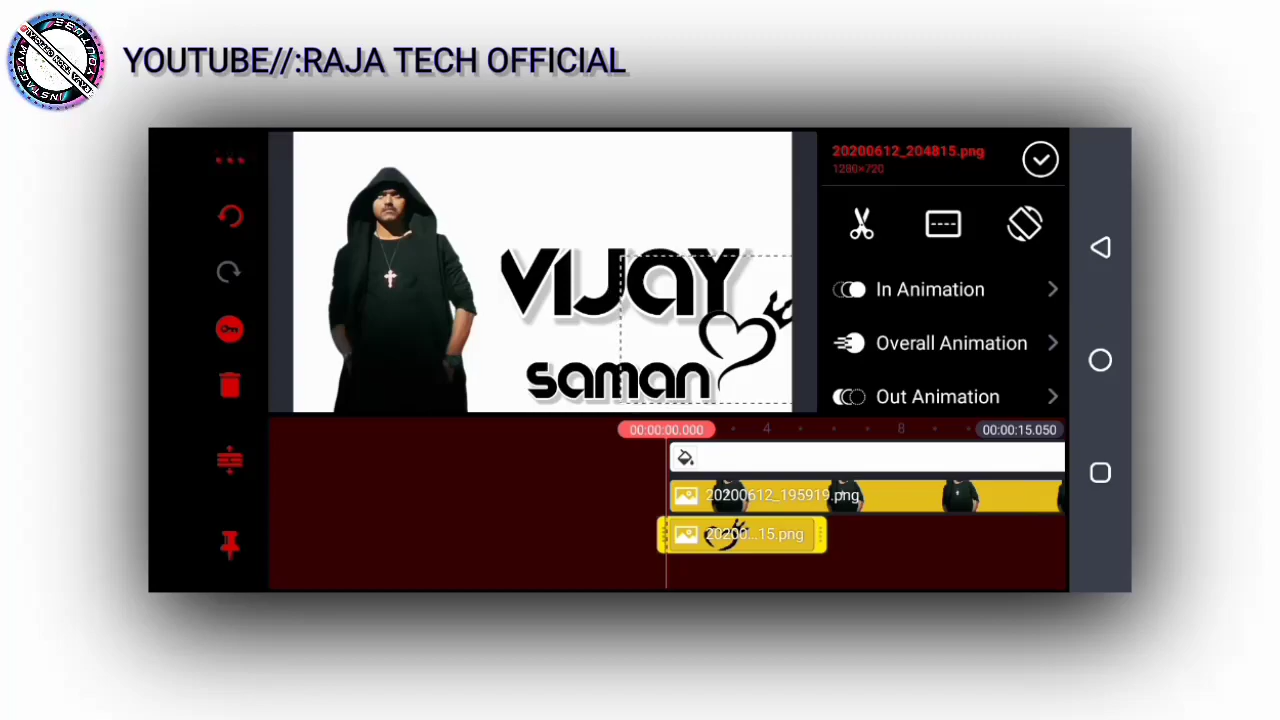 YOUTUBE//:RAJA TECH OFFICIAL
20200612_204815.png
1280×720
VIJAY
saman
In Animation
Overall Animation
Out Animation
00:00:00.000
4
8
00:00:15.050
20200612_195919.png
20200...15.png